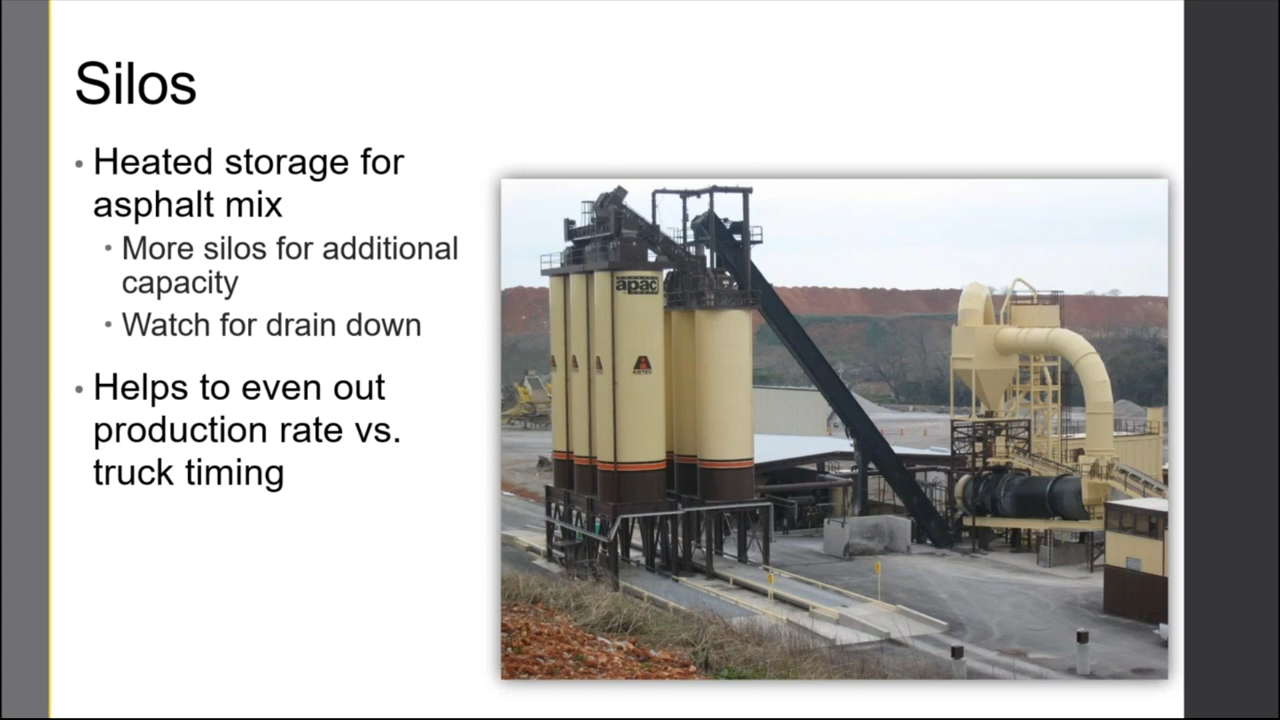 Silos
• Heated storage for
asphalt mix
• More silos for additional
capacity
• Watch for drain down
• Helps to even out
production rate vs.
truck timing
apac
ASTEC